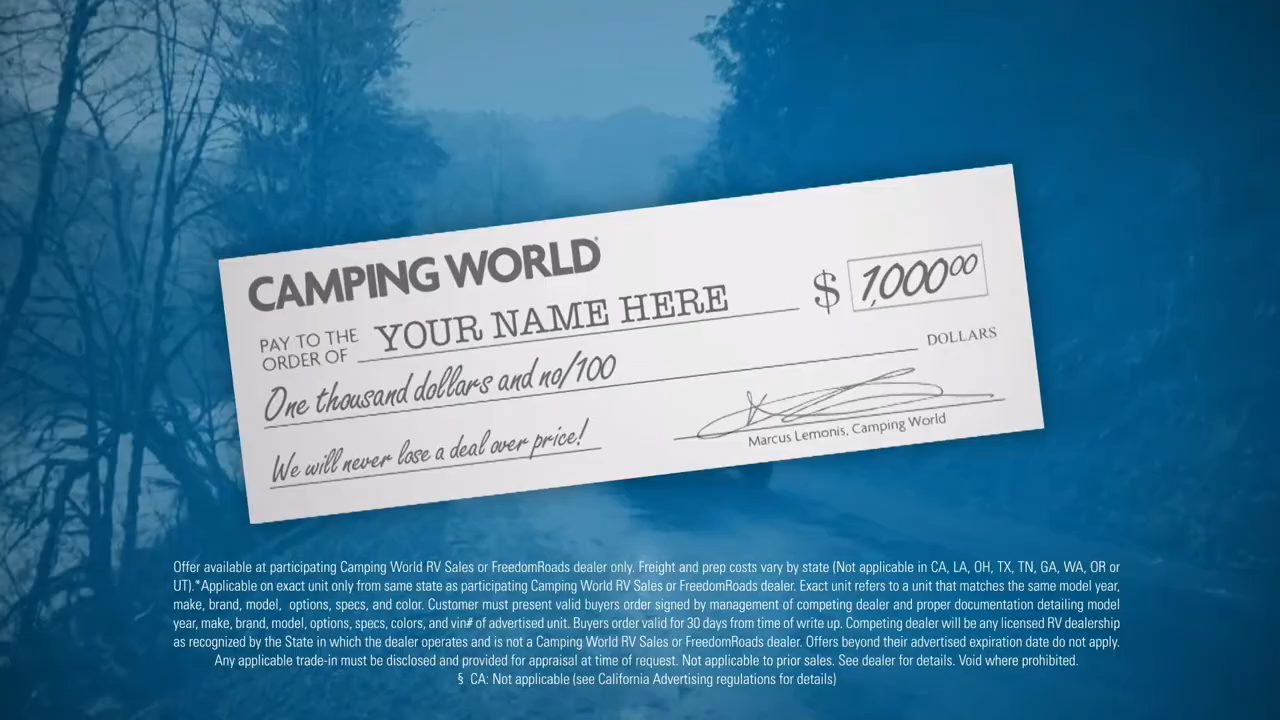 CAMPING WORLD
PAY TO THE
ORDER OF YOUR NAME HERE $ 1,000 00
One thousand dollars and no/100 DOLLARS
We will never lose a deal over price!
Marcus Lemonis, Camping World
Offer available at participating Camping World RV Sales or FreedomRoads dealer only. Freight and prep costs vary by state (Not applicable in CA, LA, OH, TX, TN, GA, WA, OR or
UT).*Applicable on exact unit only from same state as participating Camping World RV Sales or FreedomRoads dealer. Exact unit refers to a unit that matches the same model year,
make, brand, model, options, specs, and color. Customer must present valid buyers order signed by management of competing dealer and proper documentation detailing model
year, make, brand, model, options, specs, colors, and vin# of advertised unit. Buyers order valid for 30 days from time of write up. Competing dealer will be any licensed RV dealership
as recognized by the State in which the dealer operates and is not a Camping World RV Sales or FreedomRoads dealer. Offers beyond their advertised expiration date do not apply.
Any applicable trade-in must be disclosed and provided for appraisal at time of request. Not applicable to prior sales. See dealer for details. Void where prohibited.
§ CA: Not applicable (see California Advertising regulations for details)